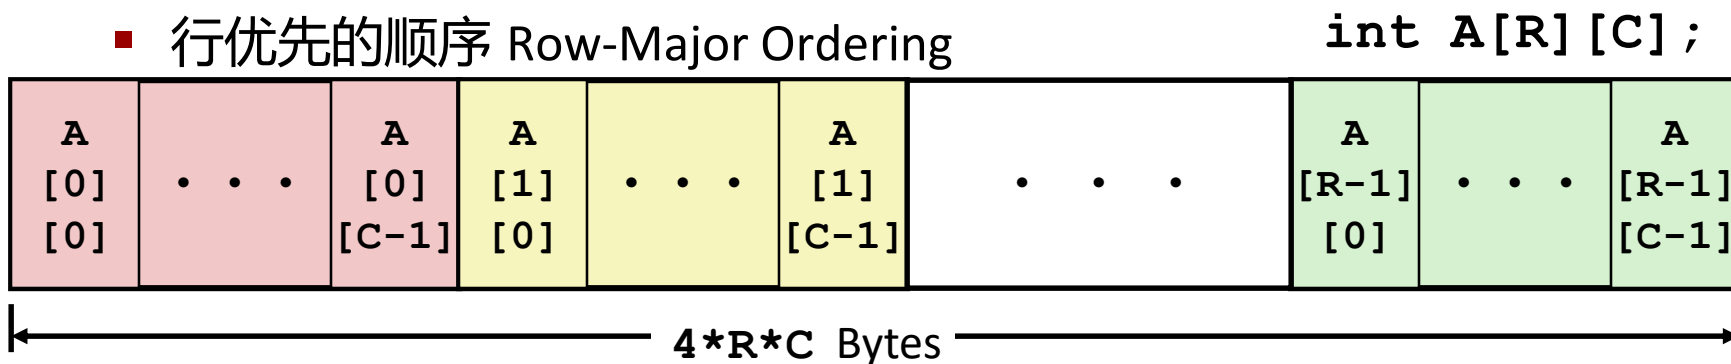 ▪ 行优先的顺序 Row-Major Ordering
int A[R][C];
A • • • A A • • • A • • • A • • • A
[0] [0] [1] [1] [R-1] [R-1]
[0] [C-1] [0] [C-1] [0] [C-1]
4*R*C Bytes